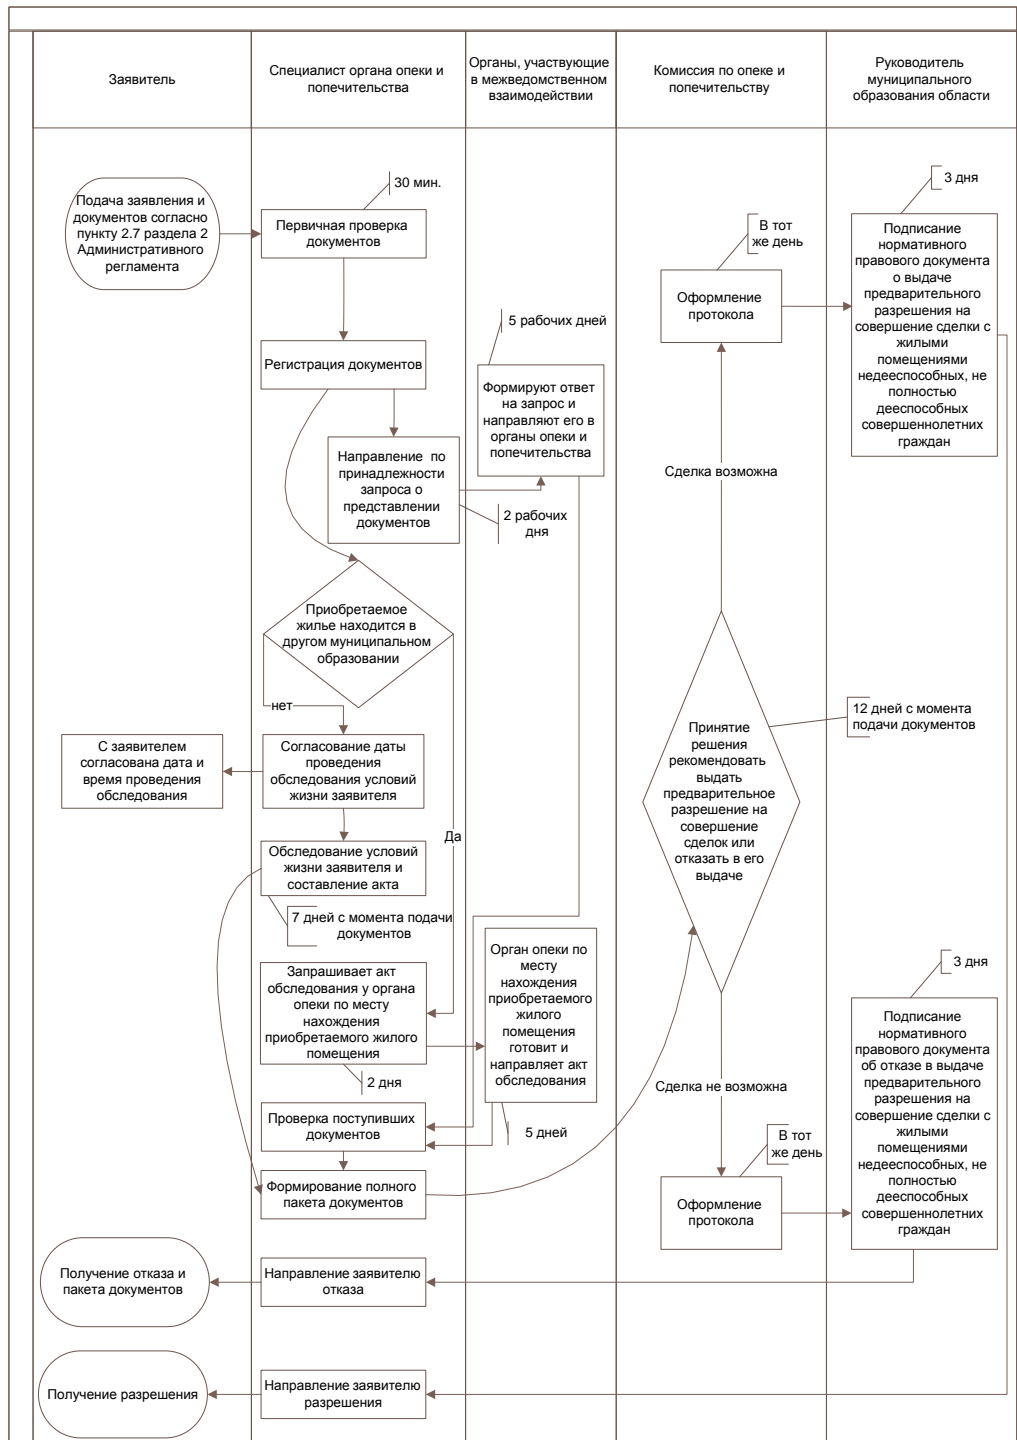 Заявитель
Специалист органа опеки и
попечительства
Органы, участвующие
в межведомственном
взаимодействии
Комиссия по опеке и
попечительству
Руководитель
муниципального
образования области
Подача заявления и
документов согласно
пункту 2.7 раздела 2
Административного
регламента
30 мин.
Первичная проверка
документов
Регистрация документов
Направление по
принадлежности
запроса о
представлении
документов
2 рабочих
дня
5 рабочих дней
Формируют ответ
на запрос и
направляют его в
органы опеки и
попечительства
В тот
же день
Оформление
протокола
3 дня
Подписание
нормативного
правового документа
о выдаче
предварительного
разрешения на
совершение сделки с
жилыми
помещениями
недееспособных, не
полностью
дееспособных
совершеннолетних
граждан
Сделка возможна
Приобретаемое
жилье находится в
другом муниципальном
образовании
нет
Да
С заявителем
согласована дата и
время проведения
обследования
Согласование даты
проведения
обследования условий
жизни заявителя
Обследование условий
жизни заявителя и
составление акта
7 дней с момента подачи
документов
Принятие
решения
рекомендовать
выдать
предварительное
разрешение на
совершение
сделок или
отказать в его
выдаче
12 дней с момента
подачи документов
Запрашивает акт
обследования у органа
опеки по месту
нахождения
приобретаемого жилого
помещения
2 дня
Орган опеки по
месту
нахождения
приобретаемого
жилого
помещения
готовит и
направляет акт
обследования
5 дней
Проверка поступивших
документов
Формирование полного
пакета документов
Сделка не возможна
В тот
же день
Оформление
протокола
3 дня
Подписание
нормативного
правового документа
об отказе в выдаче
предварительного
разрешения на
совершение сделки с
жилыми
помещениями
недееспособных, не
полностью
дееспособных
совершеннолетних
граждан
Получение отказа и
пакета документов
Направление заявителю
отказа
Получение разрешения
Направление заявителю
разрешения